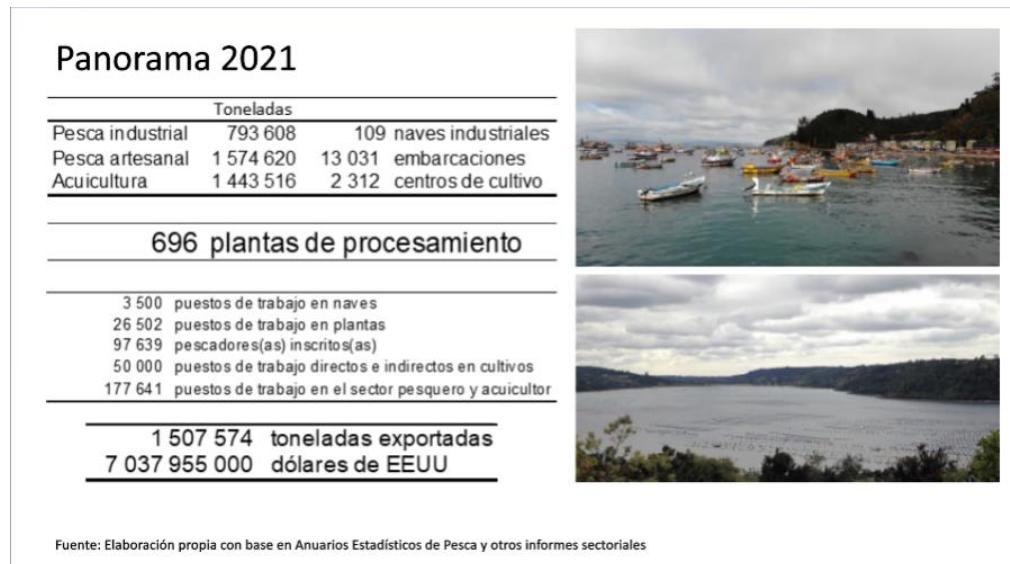 Panorama 2021
Toneladas
Pesca industrial 793 608 109 naves industriales
Pesca artesanal 1 574 620 13 031 embarcaciones
Acuicultura 1 443 516 2 312 centros de cultivo
696 plantas de procesamiento
3 500 puestos de trabajo en naves
26 502 puestos de trabajo en plantas
97 639 pescadores(as) inscritos(as)
50 000 puestos de trabajo directos e indirectos en cultivos
177 641 puestos de trabajo en el sector pesquero y acuicultor
1 507 574 toneladas exportadas
7 037 955 000 dólares de EEUU
Fuente: Elaboración propia con base en Anuarios Estadísticos de Pesca y otros informes sectoriales